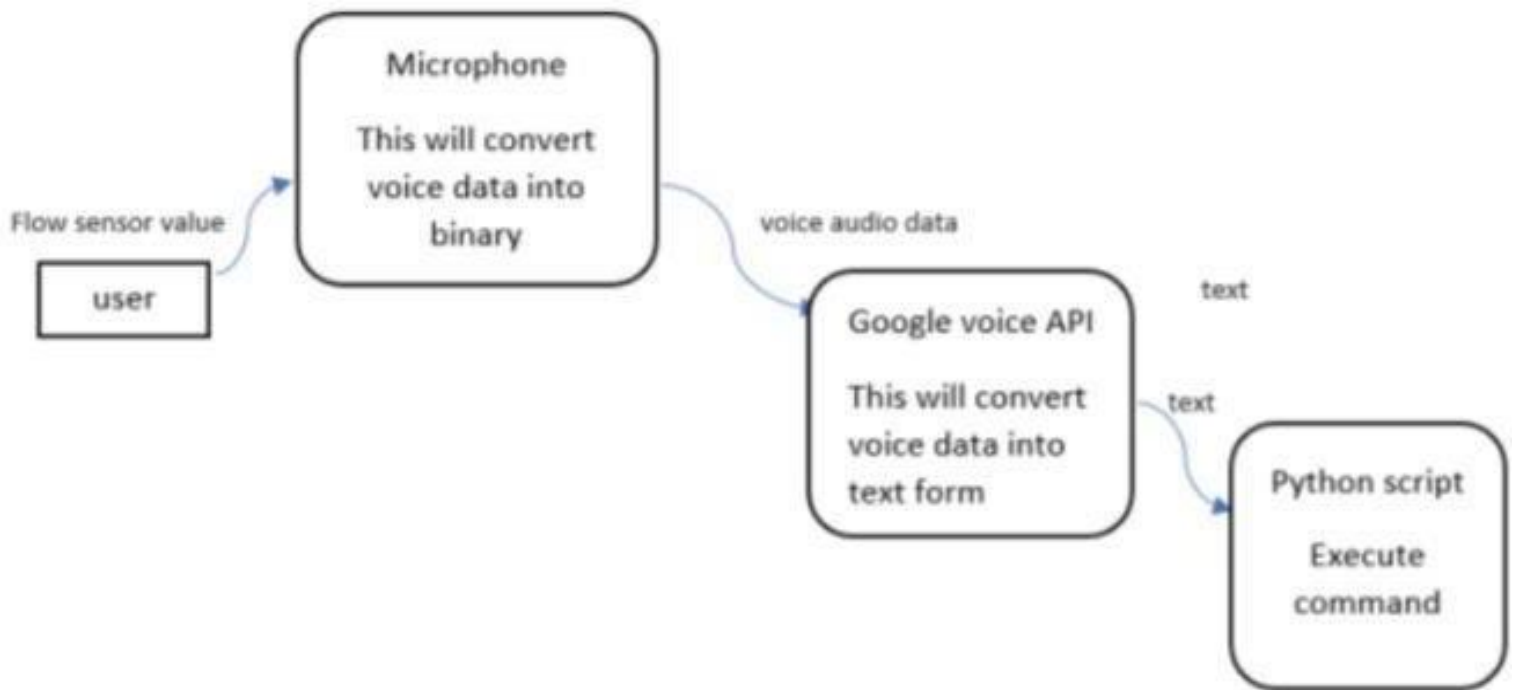 Microphone
This will convert
voice data into
binary
Flow sensor value
user
voice audio data
Google voice API
This will convert
voice data into
text form
text
text
Python script
Execute
command